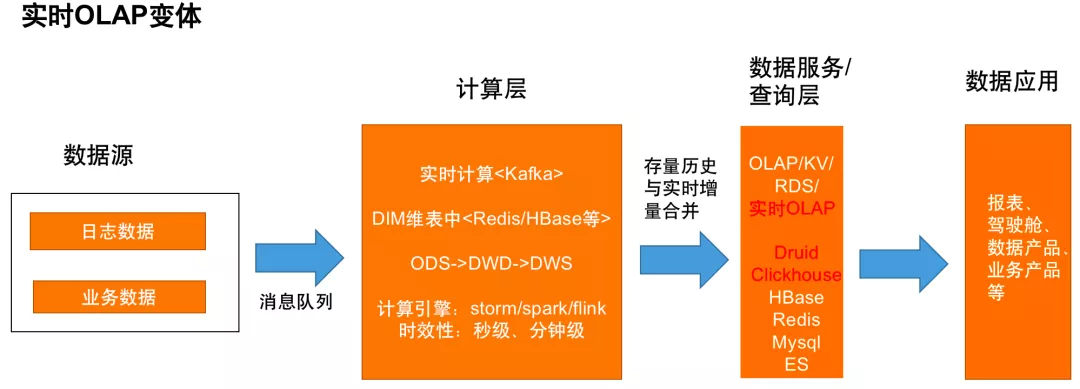 实时OLAP变体
数据源
日志数据
业务数据
消息队列
计算层
实时计算<Kafka>
DIM维表中<Redis/HBase等>
ODS->DWD->DWS
计算引擎：storm/spark/flink
时效性：秒级、分钟级
存量历史
与实时增
量合并
数据服务/
查询层
OLAP/KV/
RDS/
实时OLAP
Druid
Clickhouse
HBase
Redis
Mysql
ES
数据应用
报表、
驾驶舱、
数据产品、
业务产品
等